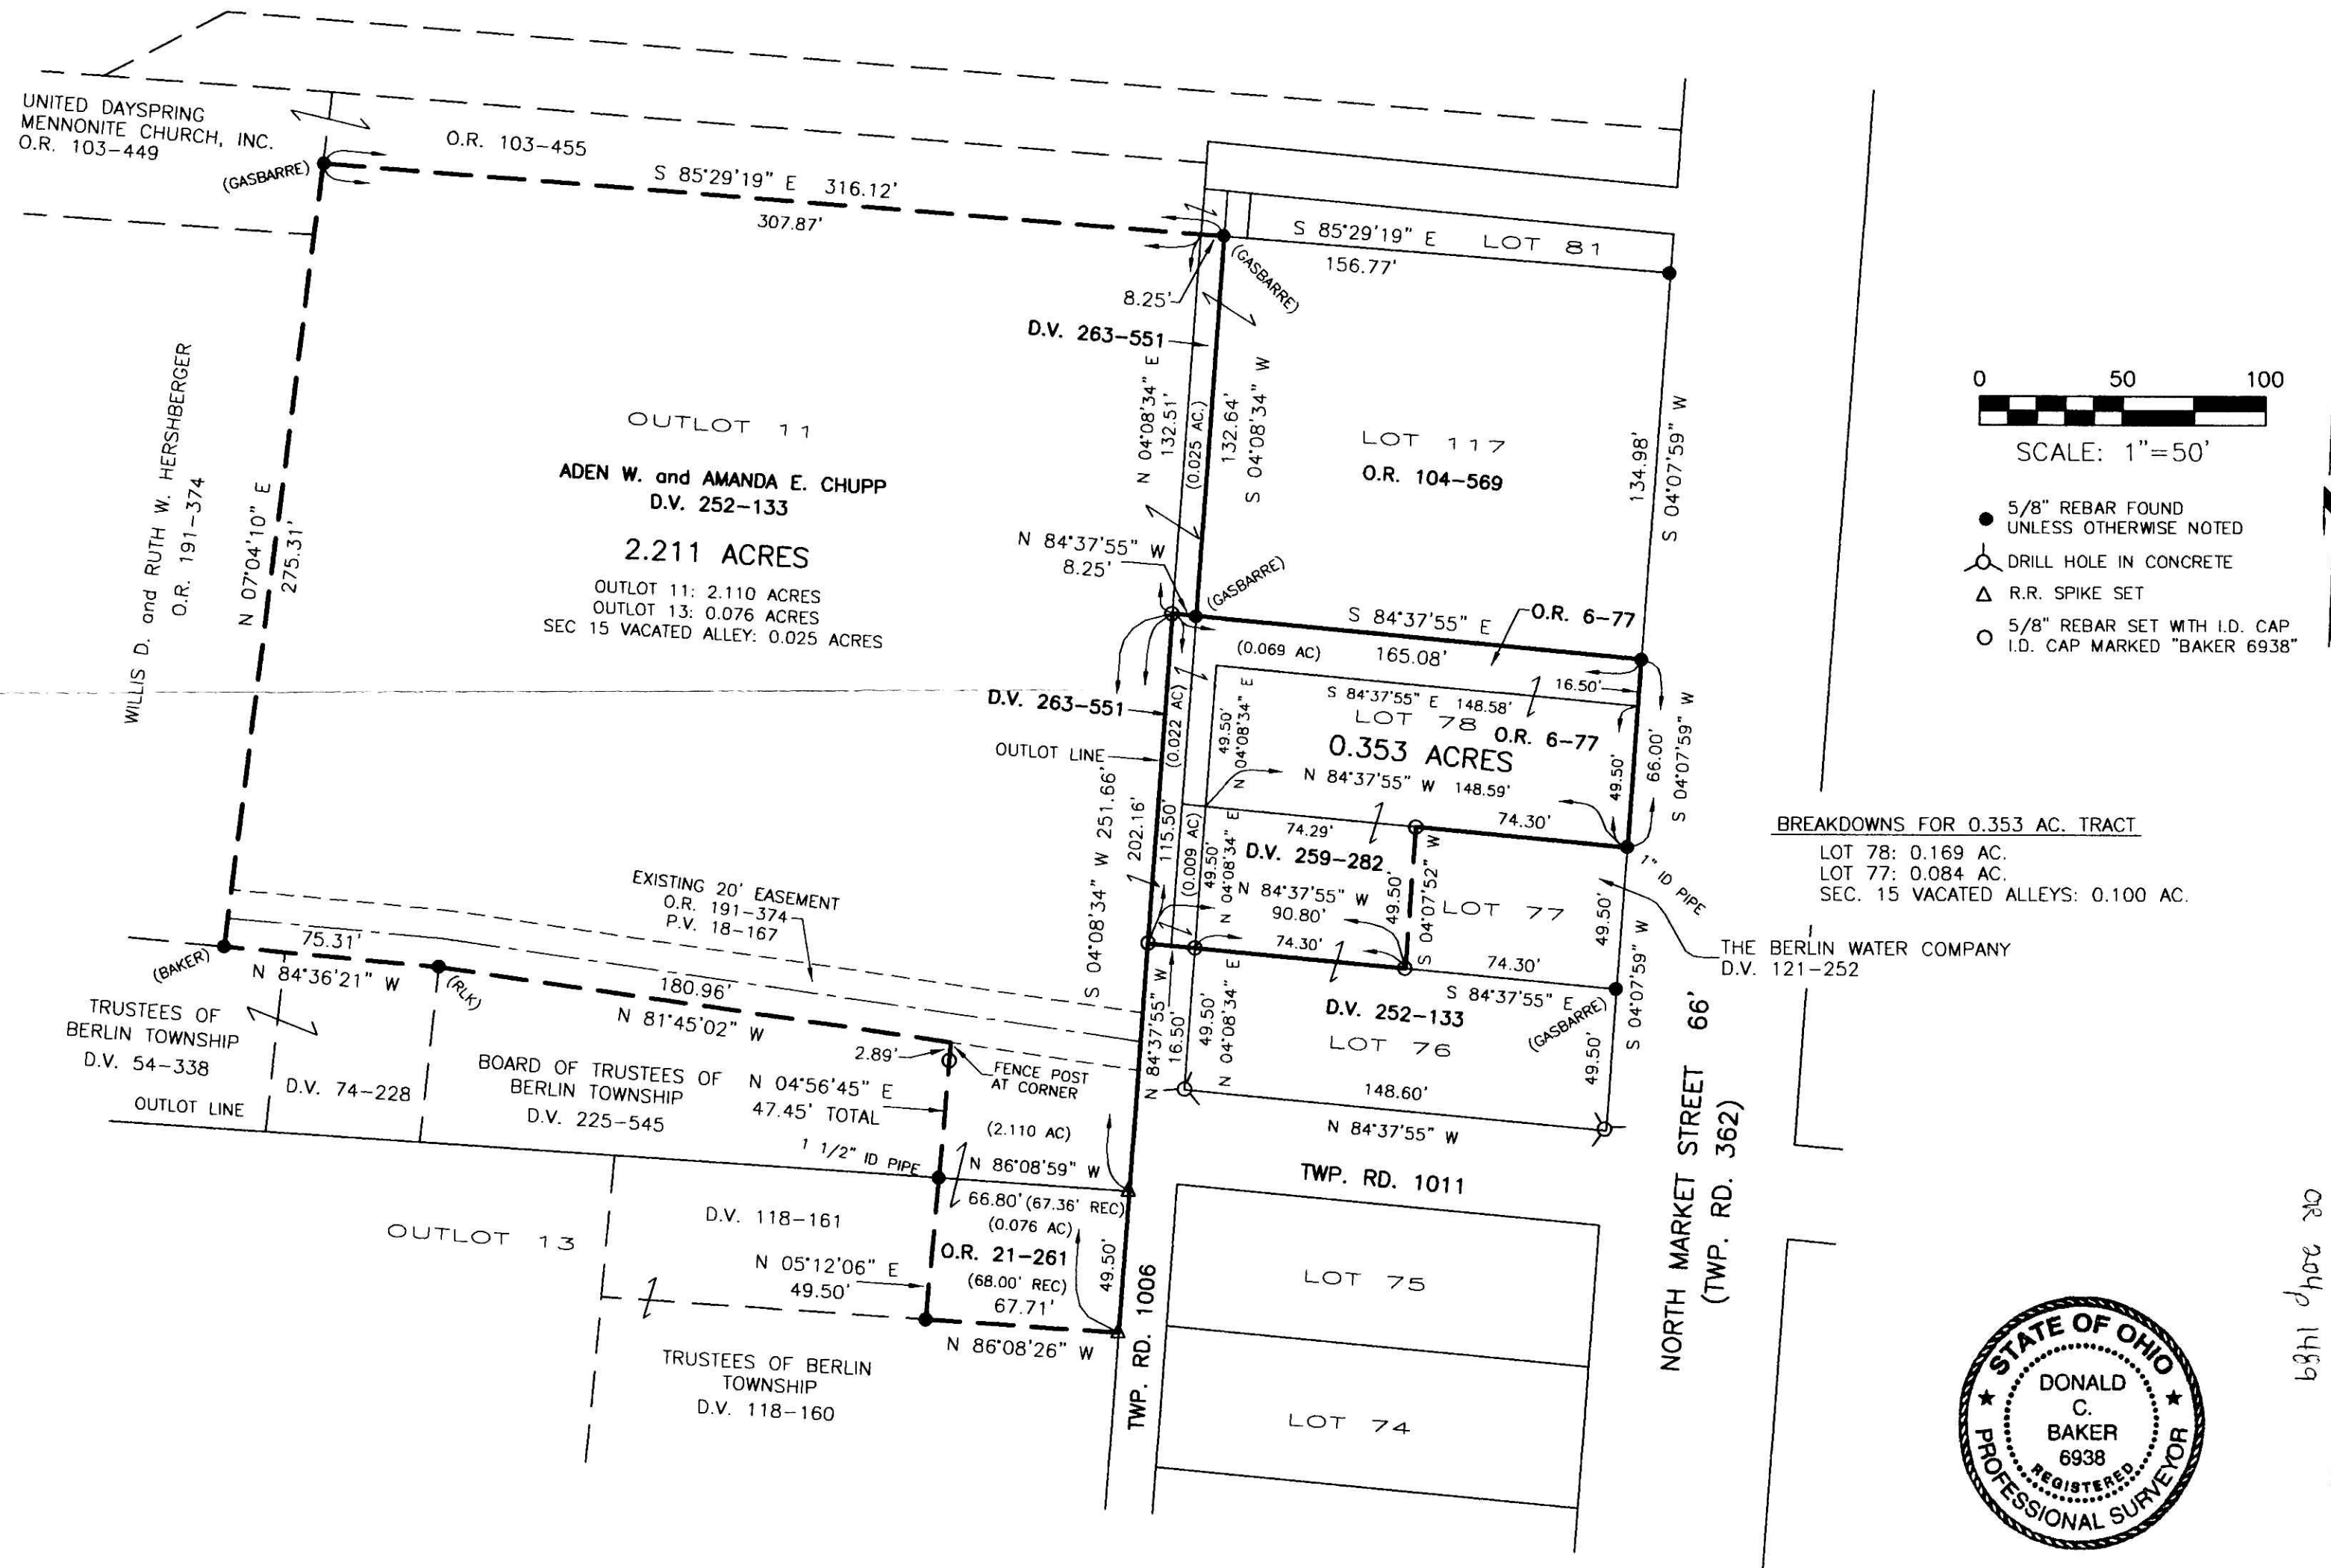 UNITED DAYSPRING
MENNONITE CHURCH, INC.
O.R. 103-449
(GASBARRE)
O.R. 103-455
S 85°29'19" E 316.12'
307.87'
S 85°29'19" E LOT 81
156.77'
(GASBARRE)
8.25'
D.V. 263-551
N 04°08'34" E
132.51'
(0.025 AC.)
132.64'
S 04°08'34" W
LOT 117
O.R. 104-569
134.98'
S 04°07'59" W
0 50 100
SCALE: 1"=50'
5/8" REBAR FOUND
UNLESS OTHERWISE NOTED
DRILL HOLE IN CONCRETE
R.R. SPIKE SET
5/8" REBAR SET WITH I.D. CAP
I.D. CAP MARKED "BAKER 6938"
WILLIS D. and RUTH W. HERSHBERGER
O.R. 191-374
N 07°04'10" E
275.31'
OUTLOT 11
ADEN W. and AMANDA E. CHUPP
D.V. 252-133
2.211 ACRES
OUTLOT 11: 2.110 ACRES
OUTLOT 13: 0.076 ACRES
SEC 15 VACATED ALLEY: 0.025 ACRES
N 84°37'55" W
8.25'
(GASBARRE)
S 84°37'55" E
O.R. 6-77
(0.069 AC)
165.08'
16.50'
S 84°37'55" E 148.58'
LOT 78
O.R. 6-77
0.353 ACRES
N 84°37'55" W 148.59'
49.50'
N 04°08'34" E
49.50'
66.00'
S 04°07'59" W
D.V. 263-551
(0.022 AC)
OUTLOT LINE
S 04°08'34" W 251.66'
202.16'
115.50'
(0.009 AC)
49.50'
N 04°08'34" E
74.29'
74.30'
D.V. 259-282
N 84°37'55" W
90.80'
49.50'
S 04°07'52" W
LOT 77
1" ID PIPE
49.50'
S 04°07'59" W
74.30'
74.30'
S 84°37'55" E
BREAKDOWNS FOR 0.353 AC. TRACT
LOT 78: 0.169 AC.
LOT 77: 0.084 AC.
SEC. 15 VACATED ALLEYS: 0.100 AC.
THE BERLIN WATER COMPANY
D.V. 121-252
EXISTING 20' EASEMENT
O.R. 191-374
P.V. 18-167
75.31'
(BAKER)
N 84°36'21" W
(RLK)
180.96'
N 81°45'02" W
2.89'
FENCE POST
AT CORNER
N 84°37'55" W
16.50'
49.50'
N 04°08'34" E
D.V. 252-133
LOT 76
(GASBARRE)
49.50'
148.60'
N 84°37'55" W
TRUSTEES OF
BERLIN TOWNSHIP
D.V. 54-338
OUTLOT LINE
D.V. 74-228
BOARD OF TRUSTEES OF
BERLIN TOWNSHIP
D.V. 225-545
N 04°56'45" E
47.45' TOTAL
1 1/2" ID PIPE
(2.110 AC)
N 86°08'59" W
66.80' (67.36' REC)
(0.076 AC)
O.R. 21-261
(68.00' REC)
67.71'
49.50'
N 86°08'26" W
OUTLOT 13
D.V. 118-161
N 05°12'06" E
49.50'
TRUSTEES OF BERLIN
TOWNSHIP
D.V. 118-160
TWP. RD. 1006
TWP. RD. 1011
LOT 75
LOT 74
NORTH MARKET STREET 66'
(TWP. RD. 362)
STATE OF OHIO
DONALD
C.
BAKER
6938
REGISTERED
PROFESSIONAL SURVEYOR